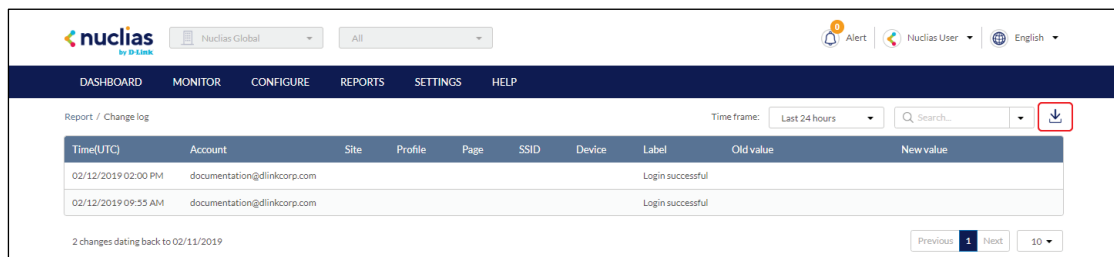 nuclias
by D-Link
Nuclias Global
All
0
Alert
Nuclias User
English
DASHBOARD MONITOR CONFIGURE REPORTS SETTINGS HELP
Report / Change log
Time frame: Last 24 hours Search...
Time(UTC) Account Site Profile Page SSID Device Label Old value New value
02/12/2019 02:00 PM documentation@dlinkcorp.com Login successful
02/12/2019 09:55 AM documentation@dlinkcorp.com Login successful
2 changes dating back to 02/11/2019
Previous 1 Next 10